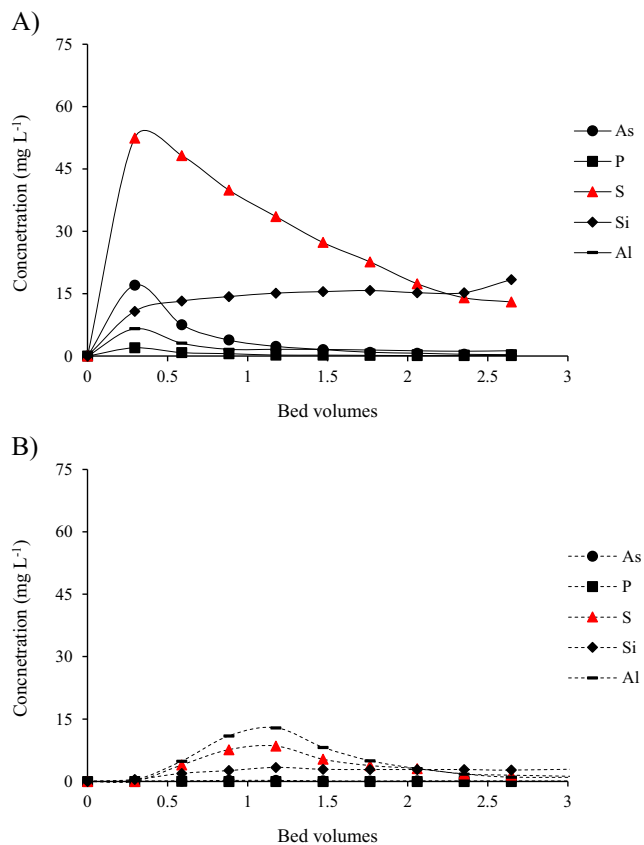 A)
75
60
45
30
15
0
0
0.5
1
1.5
2
2.5
3
Concnetration (mg L⁻¹)
Bed volumes
As
P
S
Si
Al
B)
75
60
45
30
15
0
0
0.5
1
1.5
2
2.5
3
Concnetration (mg L⁻¹)
Bed volumes
As
P
S
Si
Al